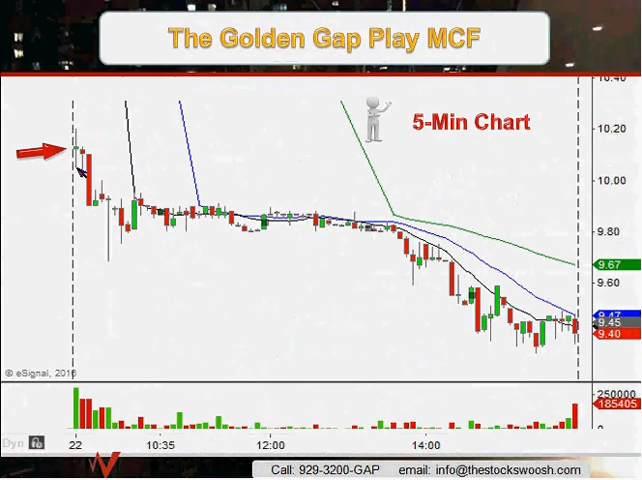 The Golden Gap Play MCF
10.40
5-Min Chart
10.20
10.00
9.80
9.67
9.60
9.47
9.45
9.40
© eSignal, 2016
250000
185405
0
Dyn
22 10:35 12:00 14:00
Call: 929-3200-GAP email: info@thestockswoosh.com